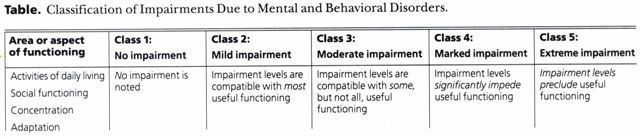 Table. Classification of Impairments Due to Mental and Behavioral Disorders.
Area or aspect of functioning
Class 1: No impairment
Class 2: Mild impairment
Class 3: Moderate impairment
Class 4: Marked impairment
Class 5: Extreme impairment
Activities of daily living
Social functioning
Concentration
Adaptation
No impairment is
noted
Impairment levels are
compatible with most
useful functioning
Impairment levels are
compatible with some,
but not all, useful
functioning
Impairment levels
significantly impede
useful functioning
Impairment levels
preclude useful
functioning